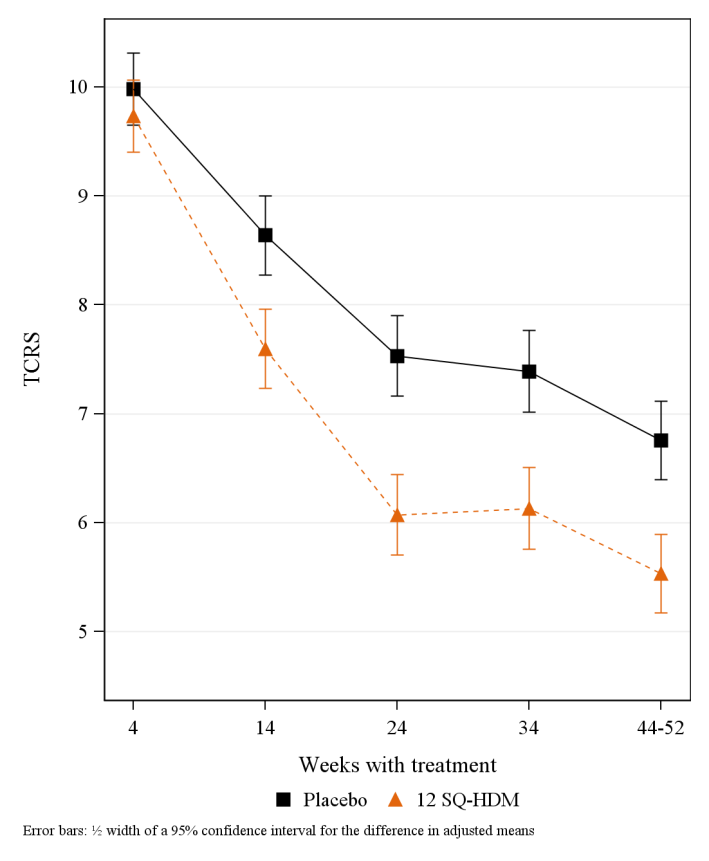 10
9
8
7
6
5
TCRS
4 14 24 34 44-52
Weeks with treatment
Placebo 12 SQ-HDM
Error bars: ½ width of a 95% confidence interval for the difference in adjusted means